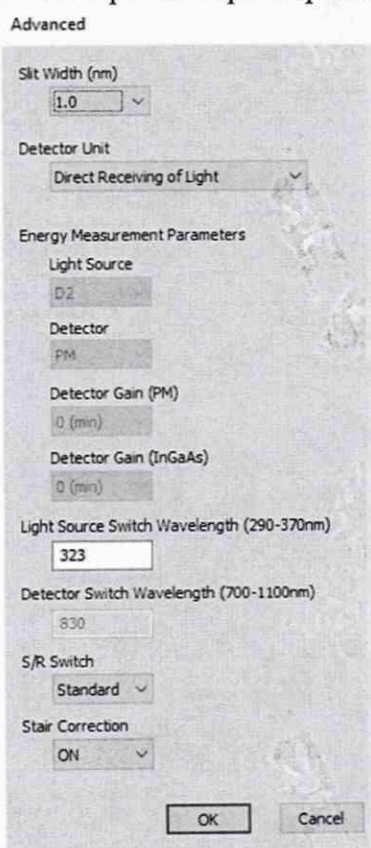 Advanced
Slit Width (nm)
1.0
Detector Unit
Direct Receiving of Light
Energy Measurement Parameters
Light Source
D2
Detector
PM
Detector Gain (PM)
0 (min)
Detector Gain (InGaAs)
0 (min)
Light Source Switch Wavelength (290-370nm)
323
Detector Switch Wavelength (700-1100nm)
830
S/R Switch
Standard
Stair Correction
ON
OK Cancel